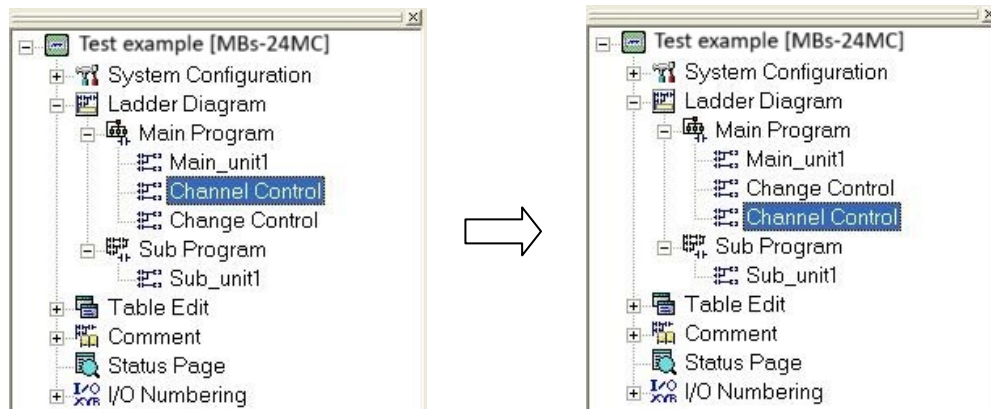 Test example [MBs-24MC]
System Configuration
Ladder Diagram
Main Program
Main_unit1
Channel Control
Change Control
Sub Program
Sub_unit1
Table Edit
Comment
Status Page
I/O Numbering
Test example [MBs-24MC]
System Configuration
Ladder Diagram
Main Program
Main_unit1
Change Control
Channel Control
Sub Program
Sub_unit1
Table Edit
Comment
Status Page
I/O Numbering